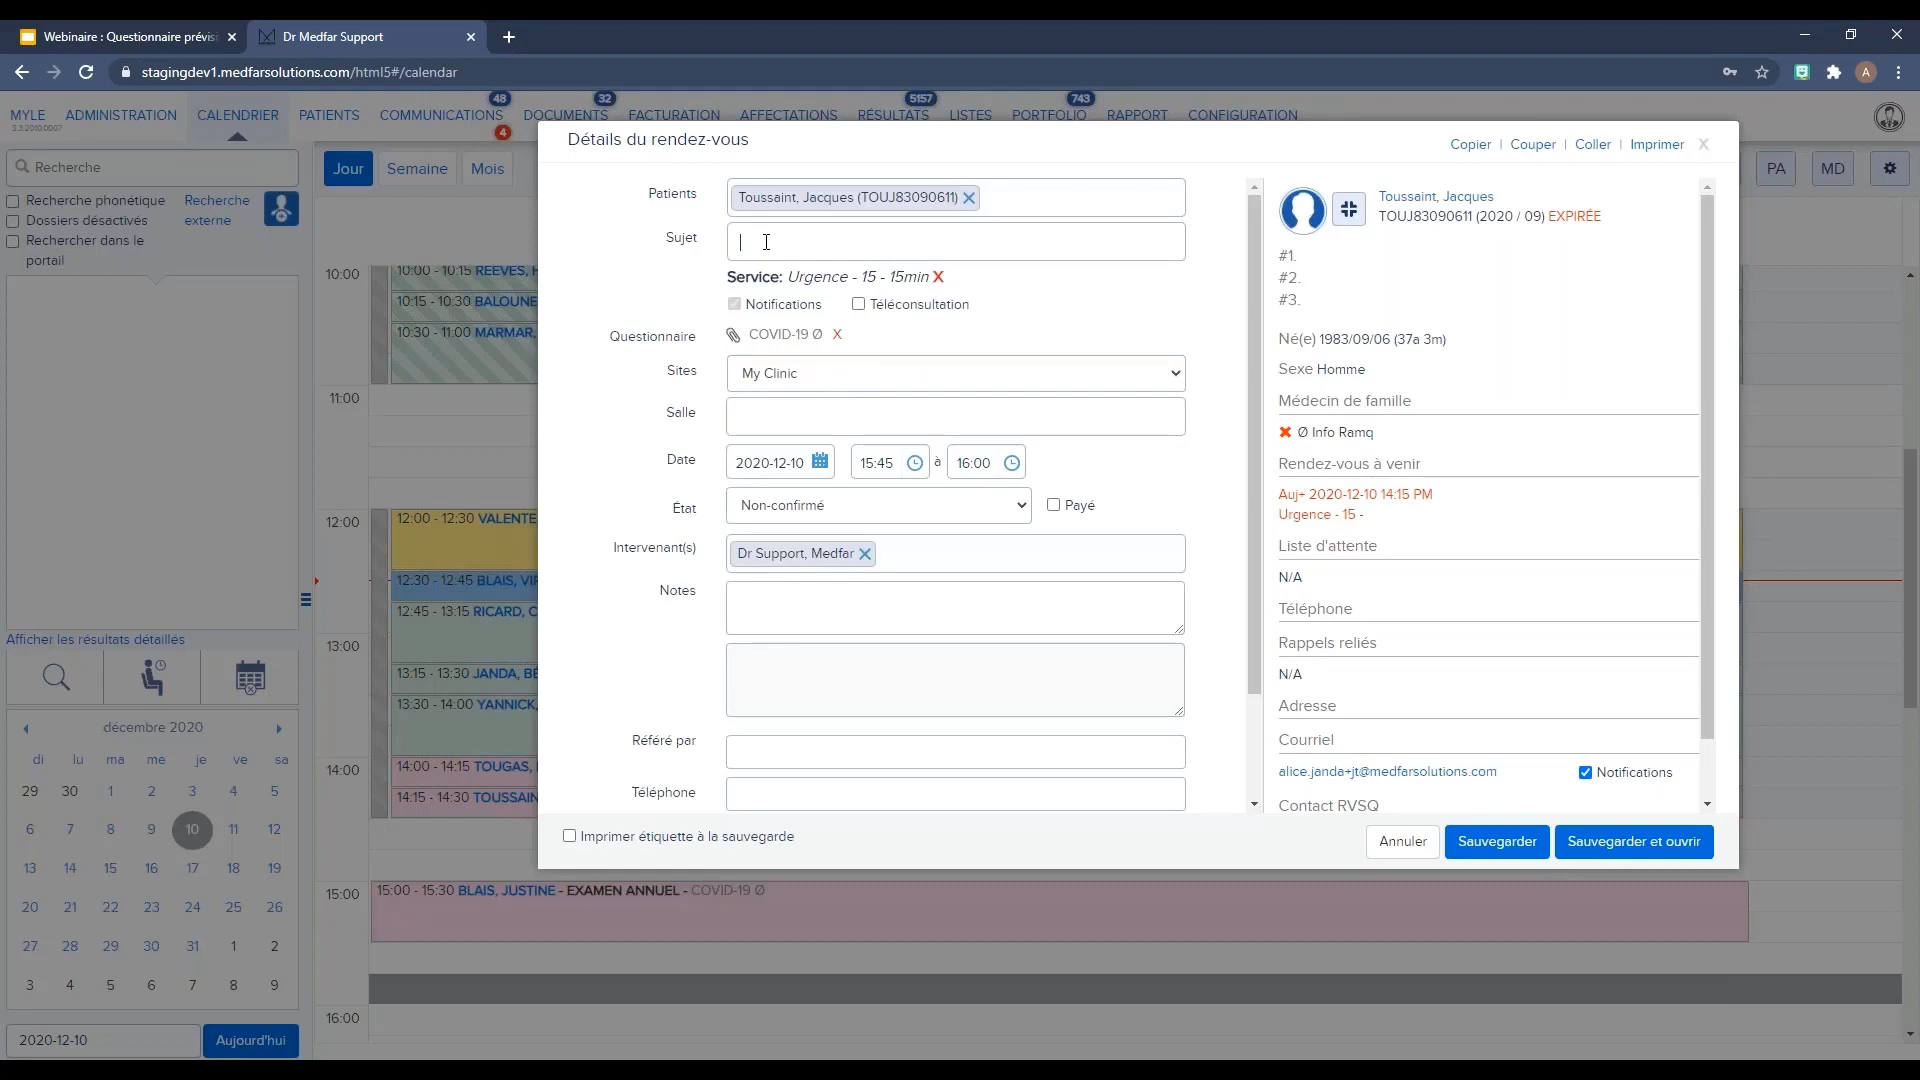 Webinaire : Questionnaire prévis
Dr Medfar Support
stagingdev1.medfarsolutions.com/html5#/calendar
A
48
32
5157
743
MYLE
3.3.2010.0007
ADMINISTRATION
CALENDRIER
PATIENTS
COMMUNICATIONS
4
DOCUMENTS
FACTURATION
AFFECTATIONS
RÉSULTATS
LISTES
PORTFOLIO
RAPPORT
CONFIGURATION
Recherche
Recherche phonétique
Dossiers désactivés
Rechercher dans le portail
Recherche externe
Afficher les résultats détaillés
décembre 2020
di lu ma me je ve sa
29 30 1 2 3 4 5
6 7 8 9 10 11 12
13 14 15 16 17 18 19
20 21 22 23 24 25 26
27 28 29 30 31 1 2
3 4 5 6 7 8 9
2020-12-10
Aujourd'hui
Jour
Semaine
Mois
PA
MD
10:00
11:00
12:00
13:00
14:00
15:00
16:00
10:00 - 10:15 REEVES, H
10:15 - 10:30 BALOUNE
10:30 - 11:00 MARMAR,
12:00 - 12:30 VALENTE
12:30 - 12:45 BLAIS, VIR
12:45 - 13:15 RICARD, C
13:15 - 13:30 JANDA, BÉ
13:30 - 14:00 YANNICK,
14:00 - 14:15 TOUGAS,
14:15 - 14:30 TOUSSAIN
15:00 - 15:30 BLAIS, JUSTINE - EXAMEN ANNUEL - COVID-19 Ø
Détails du rendez-vous
Copier | Couper | Coller | Imprimer X
Patients
Toussaint, Jacques (TOUJ83090611)
Sujet
Service: Urgence - 15 - 15min X
Notifications
Téléconsultation
Questionnaire
COVID-19 Ø X
Sites
My Clinic
Salle
Date
2020-12-10
15:45
à
16:00
État
Non-confirmé
Payé
Intervenant(s)
Dr Support, Medfar
Notes
Référé par
Téléphone
Imprimer étiquette à la sauvegarde
Annuler
Sauvegarder
Sauvegarder et ouvrir
Toussaint, Jacques
TOUJ83090611 (2020 / 09) EXPIRÉE
#1.
#2.
#3.
Né(e) 1983/09/06 (37a 3m)
Sexe Homme
Médecin de famille
Ø Info Ramq
Rendez-vous à venir
Auj+ 2020-12-10 14:15 PM
Urgence - 15 -
Liste d'attente
N/A
Téléphone
Rappels reliés
N/A
Adresse
Courriel
alice.janda+jt@medfarsolutions.com
Notifications
Contact RVSQ